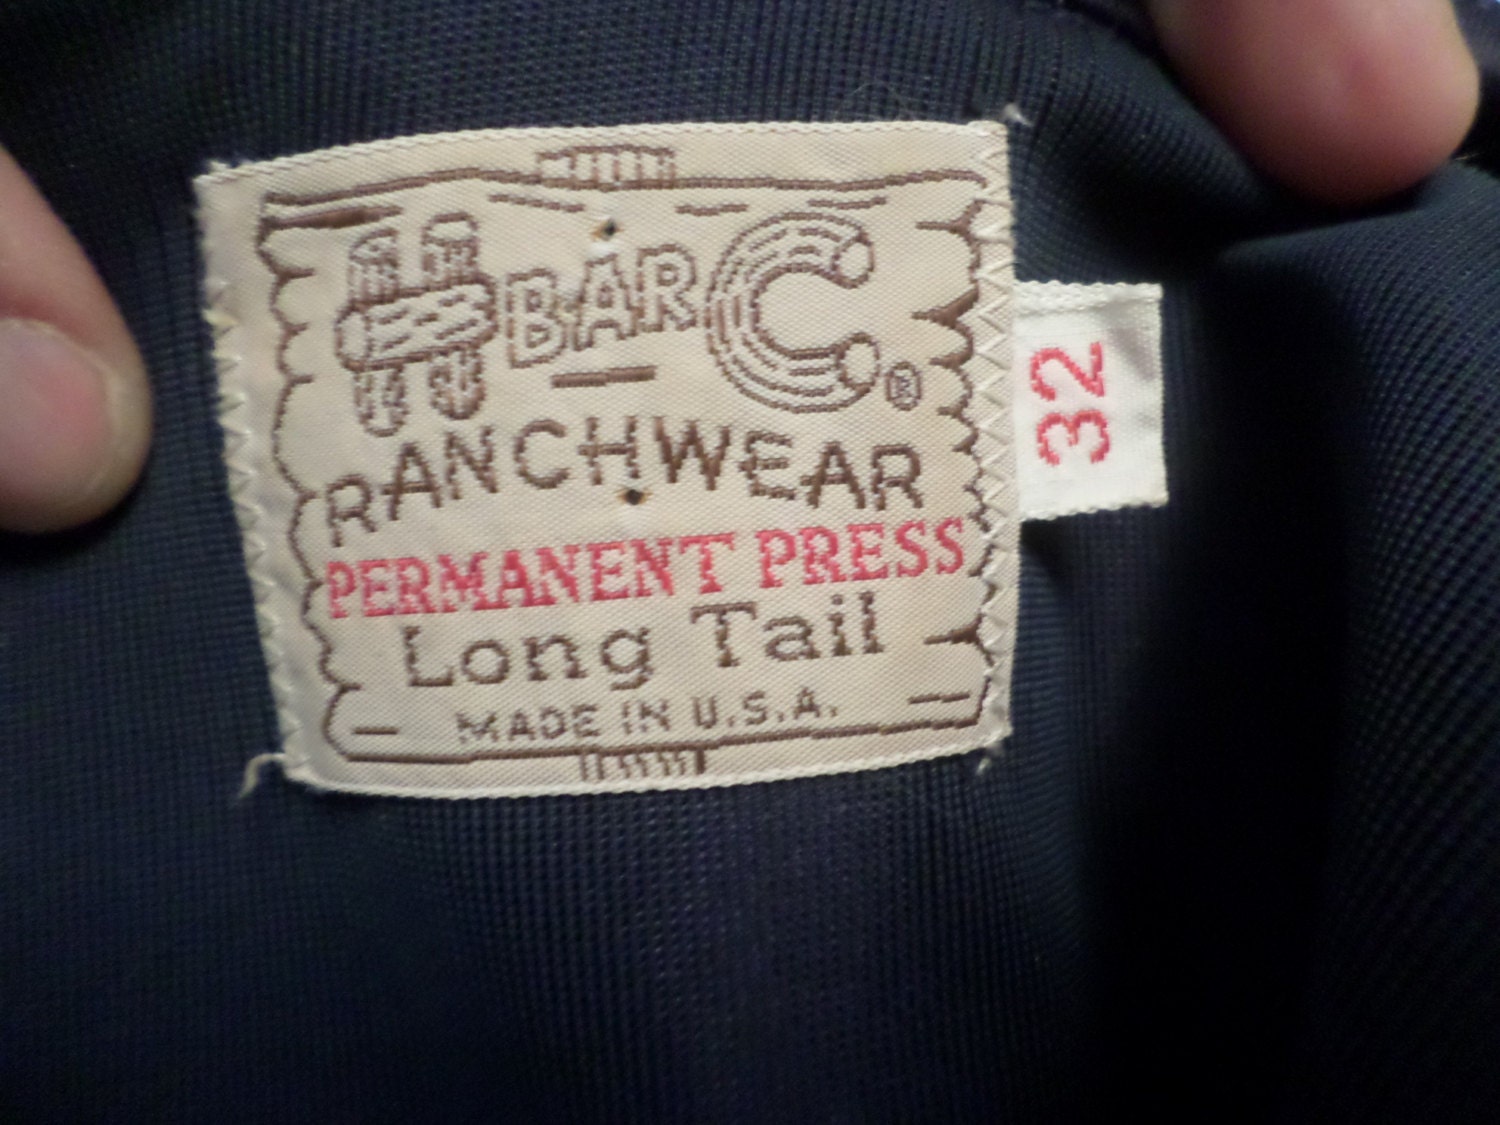 H BAR C®
RANCHWEAR
PERMANENT PRESS
Long Tail
MADE IN U.S.A.
32